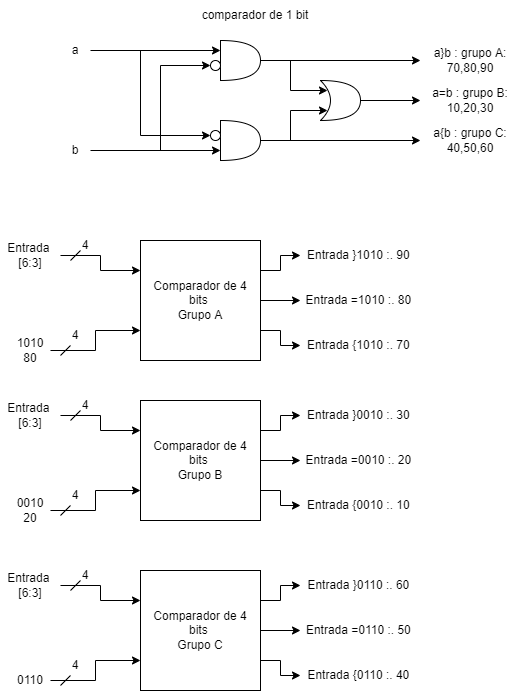 comparador de 1 bit
a
b
a}b : grupo A:
70,80,90
a=b : grupo B:
10,20,30
a{b : grupo C:
40,50,60
Entrada
[6:3]
4
1010
80
4
Comparador de 4
bits
Grupo A
Entrada }1010 :. 90
Entrada =1010 :. 80
Entrada {1010 :. 70
Entrada
[6:3]
4
0010
20
4
Comparador de 4
bits
Grupo B
Entrada }0010 :. 30
Entrada =0010 :. 20
Entrada {0010 :. 10
Entrada
[6:3]
4
0110
4
Comparador de 4
bits
Grupo C
Entrada }0110 :. 60
Entrada =0110 :. 50
Entrada {0110 :. 40